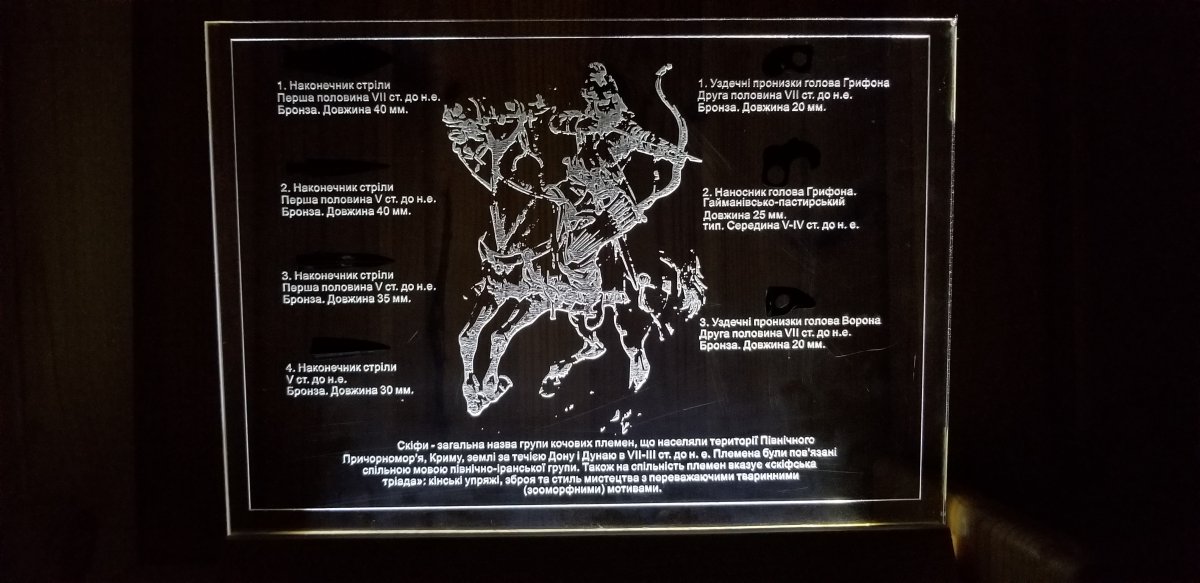 1. Наконечник стріли
Перша половина VII ст. до н.е.
Бронза. Довжина 40 мм.
2. Наконечник стріли
Перша половина V ст. до н.е.
Бронза. Довжина 40 мм.
3. Наконечник стріли
Перша половина V ст. до н.е.
Бронза. Довжина 35 мм.
4. Наконечник стріли
V ст. до н.е.
Бронза. Довжина 30 мм.
1. Уздечні пронизки голова Грифона
Друга половина VII ст. до н.е.
Бронза. Довжина 20 мм.
2. Наносник голова Грифона.
Гайманівсько-пастирський
Довжина 25 мм.
тип. Середина V-IV ст. до н. е.
3. Уздечні пронизки голова Ворона
Друга половина VII ст. до н.е.
Бронза. Довжина 20 мм.
Скіфи - загальна назва групи кочових племен, що населяли території Північного
Причорномор'я, Криму, землі за течією Дону і Дунаю в VII-III ст. до н. е. Племена були пов'язані
спільною мовою північно-іранської групи. Також на спільність племен вказує «скіфська
тріада»: кінські упряжі, зброя та стиль мистецтва з переважаючими тваринними
(зооморфними) мотивами.